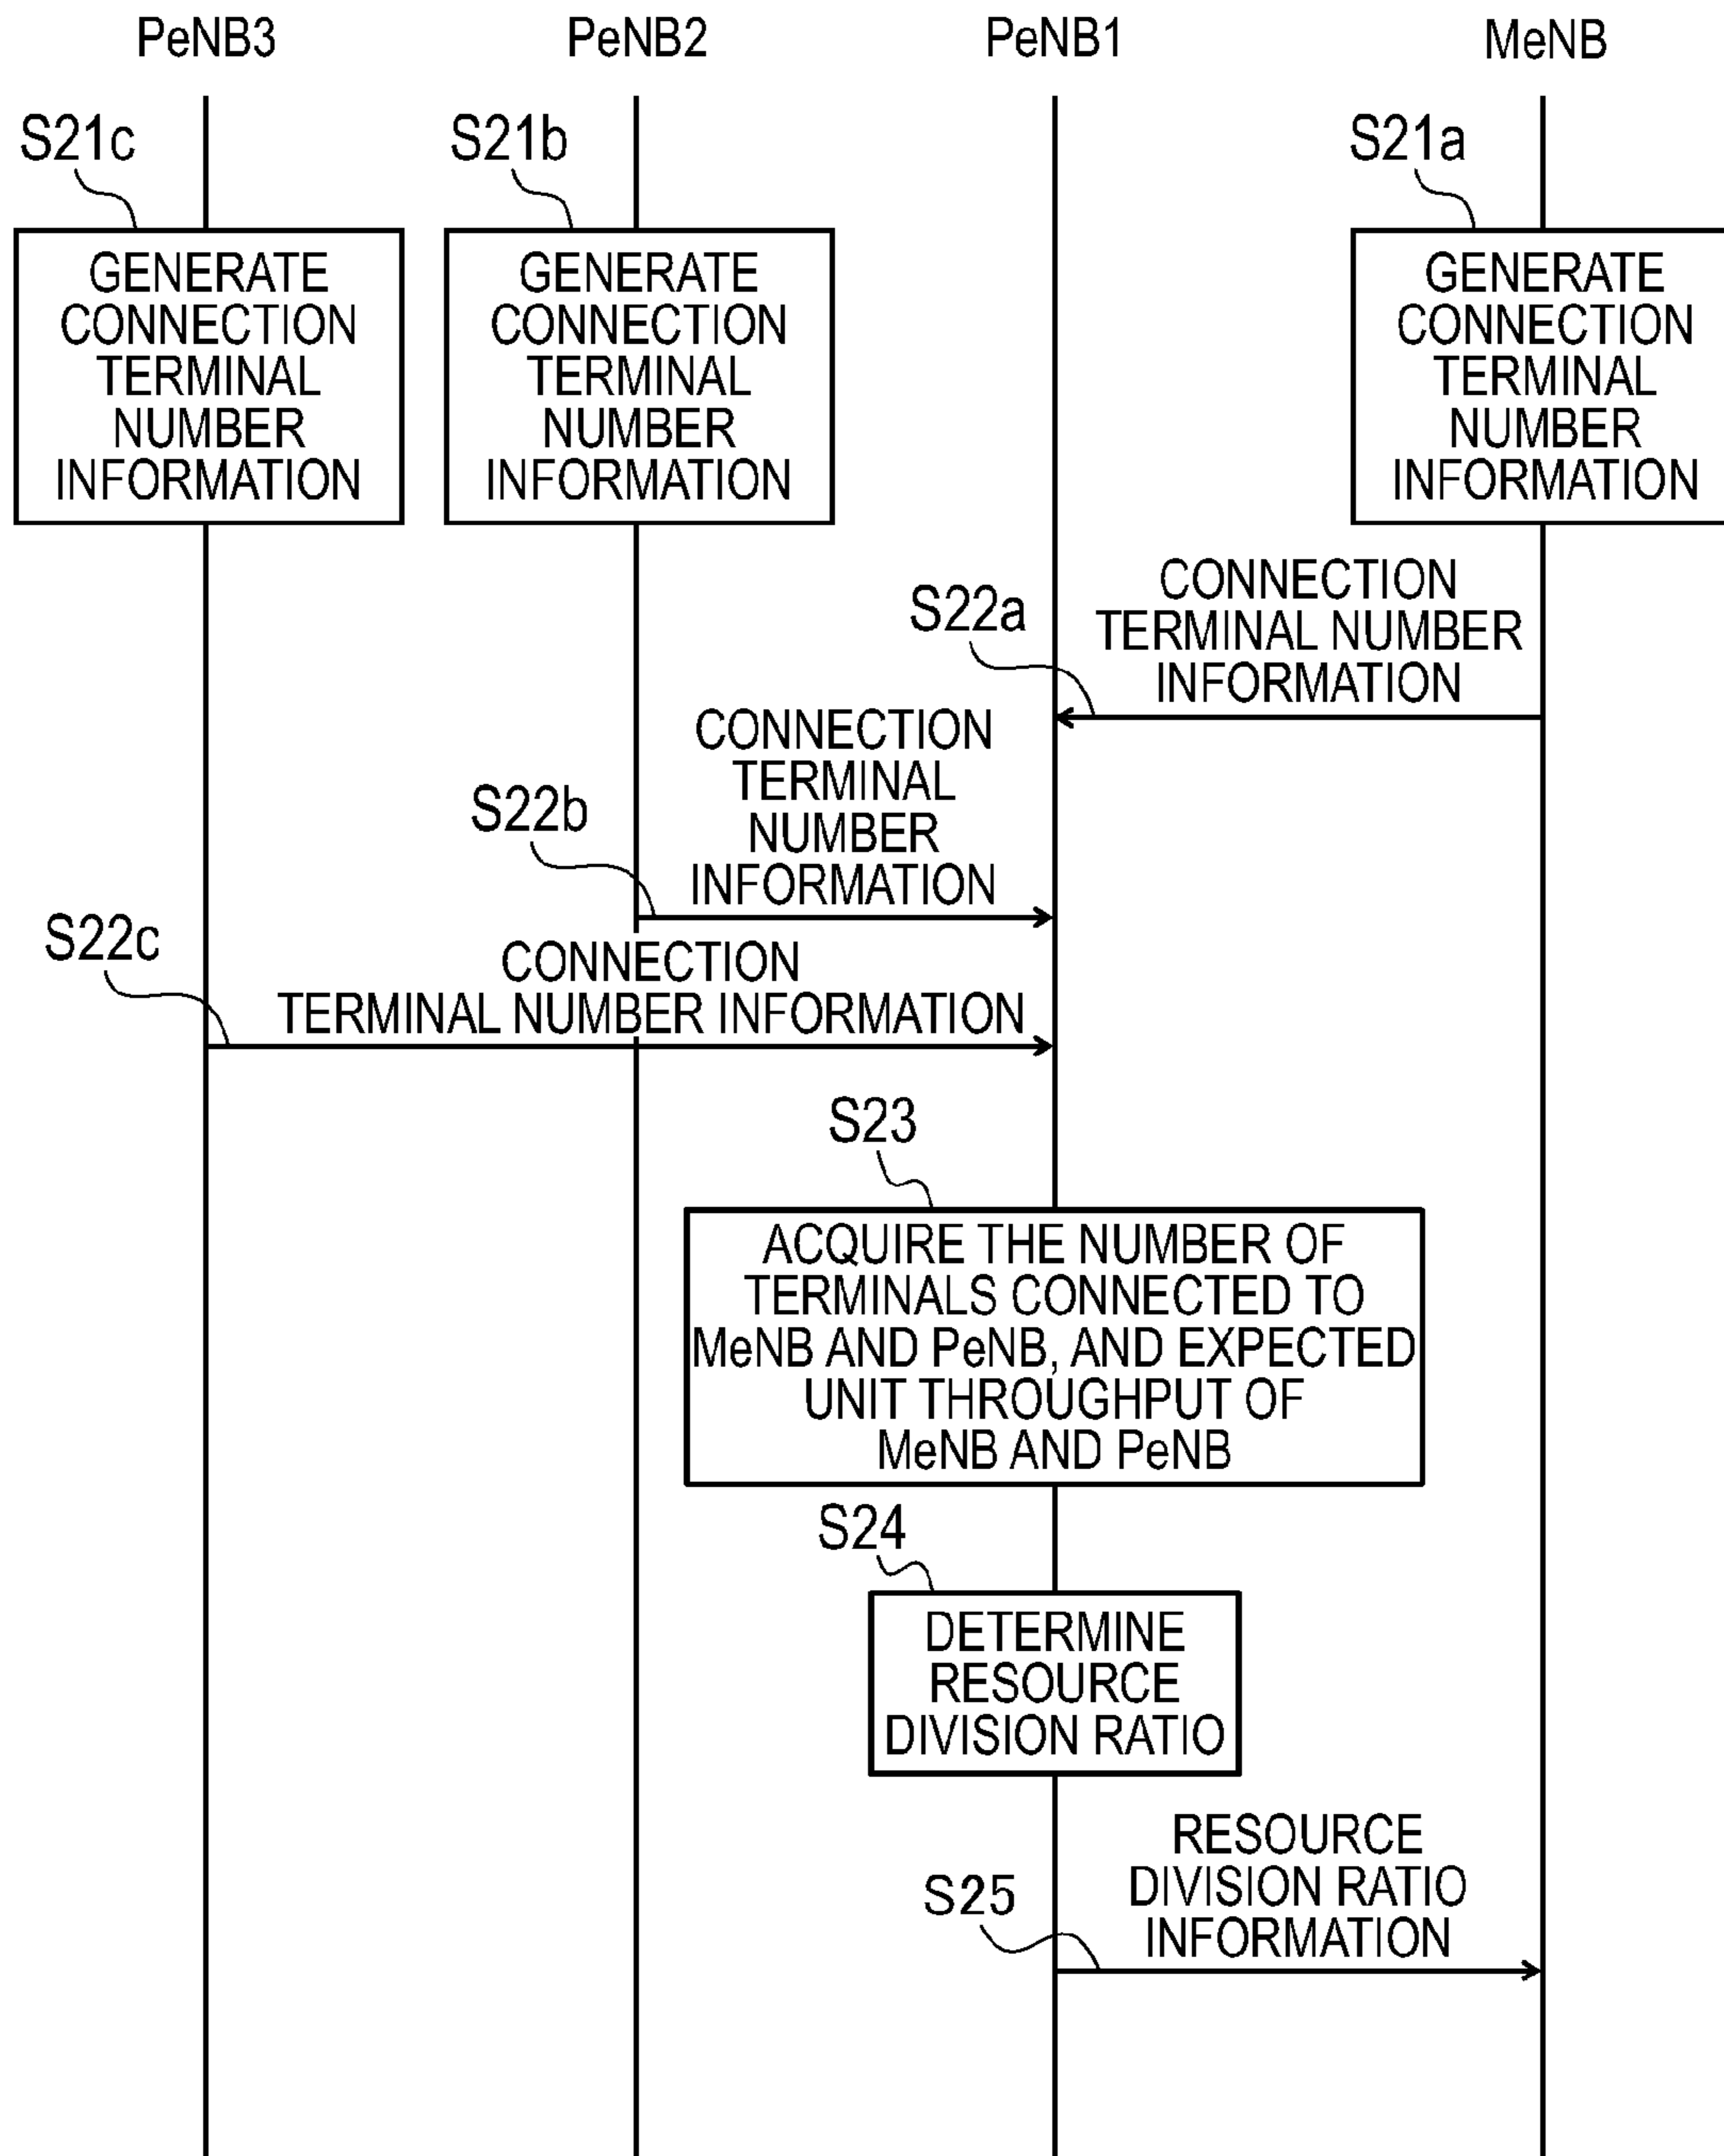 PeNB3
PeNB2
PeNB1
MeNB
S21c
S21b
S21a
GENERATE
CONNECTION
TERMINAL
NUMBER
INFORMATION
GENERATE
CONNECTION
TERMINAL
NUMBER
INFORMATION
GENERATE
CONNECTION
TERMINAL
NUMBER
INFORMATION
S22a
CONNECTION
TERMINAL NUMBER
INFORMATION
S22b
CONNECTION
TERMINAL
NUMBER
INFORMATION
S22c
CONNECTION
TERMINAL NUMBER INFORMATION
S23
ACQUIRE THE NUMBER OF
TERMINALS CONNECTED TO
MeNB AND PeNB, AND EXPECTED
UNIT THROUGHPUT OF
MeNB AND PeNB
S24
DETERMINE
RESOURCE
DIVISION RATIO
S25
RESOURCE
DIVISION RATIO
INFORMATION